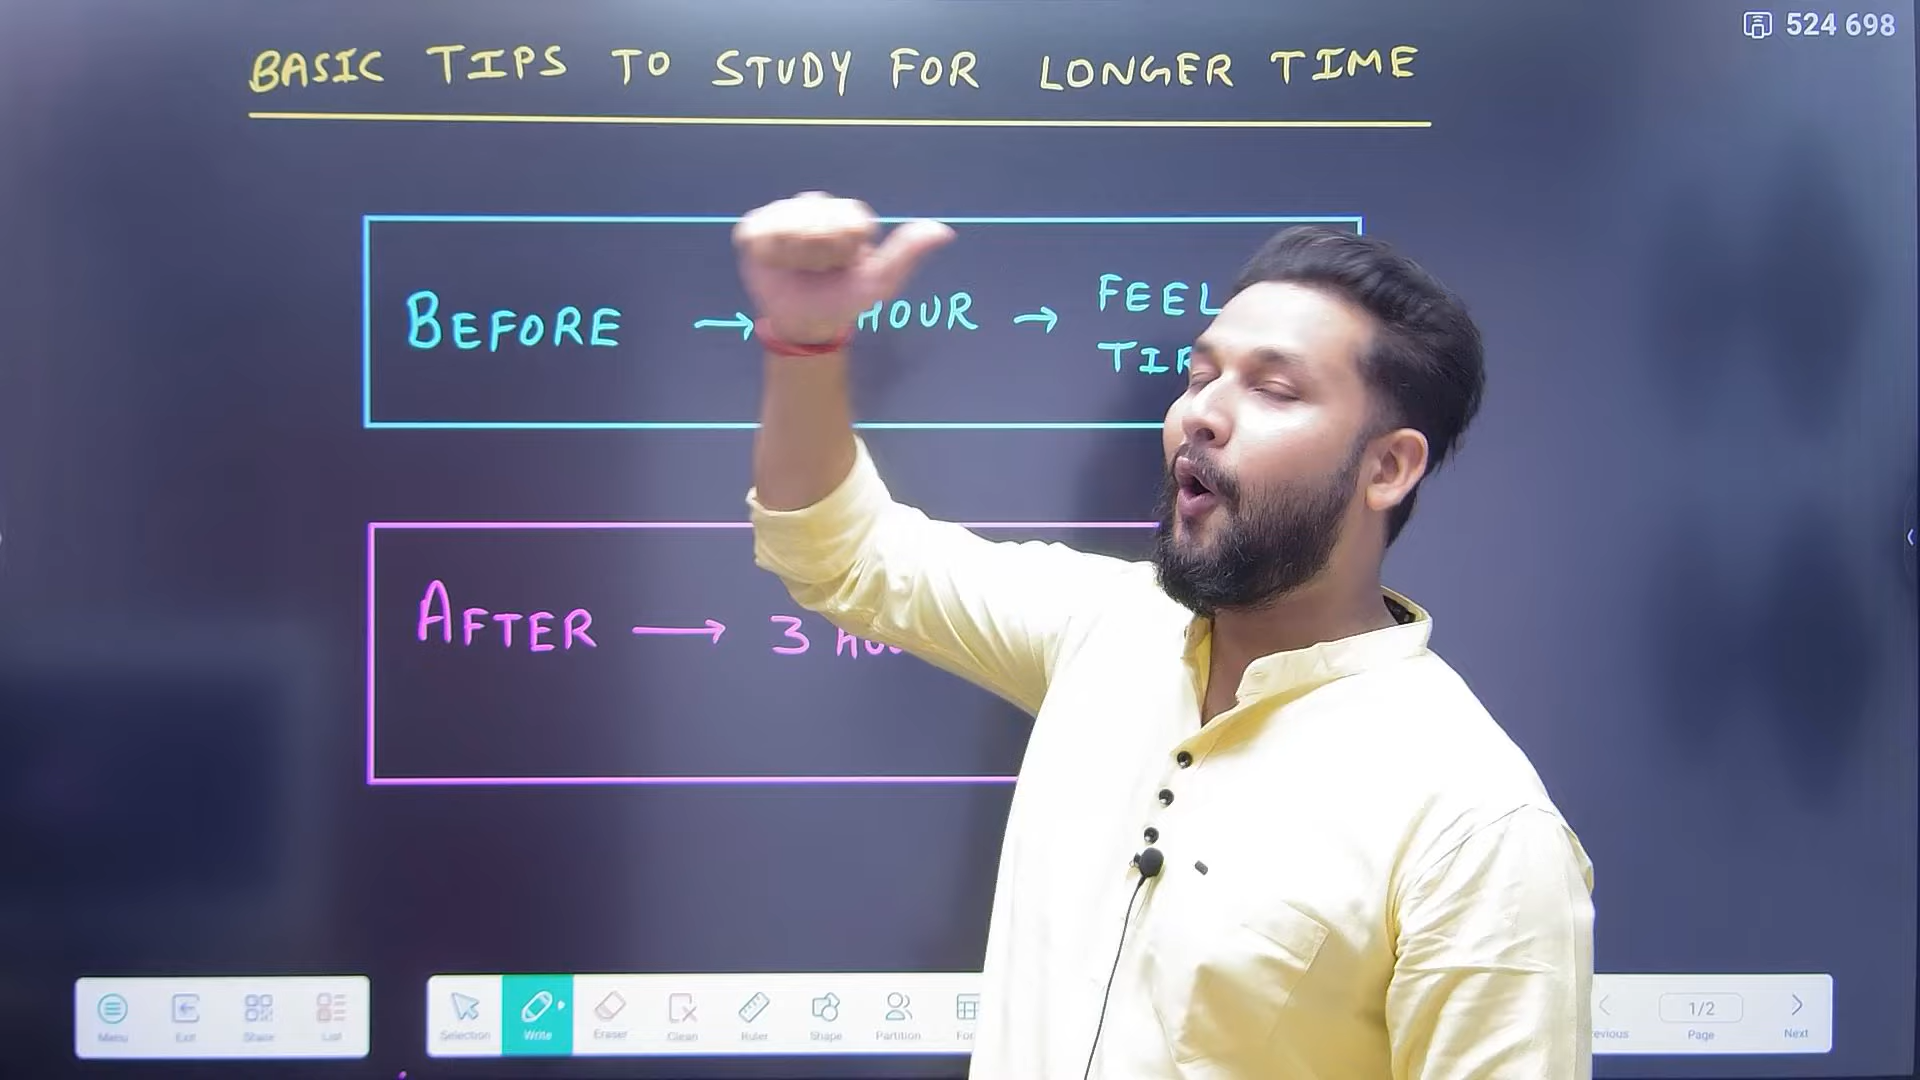 524 698
BASIC TIPS TO STUDY FOR LONGER TIME
BEFORE → HOUR → FEEL
AFTER → 3
Menu Exit Share List
Selection Write Eraser Clean Ruler Shape Partition
1/2
Page Next